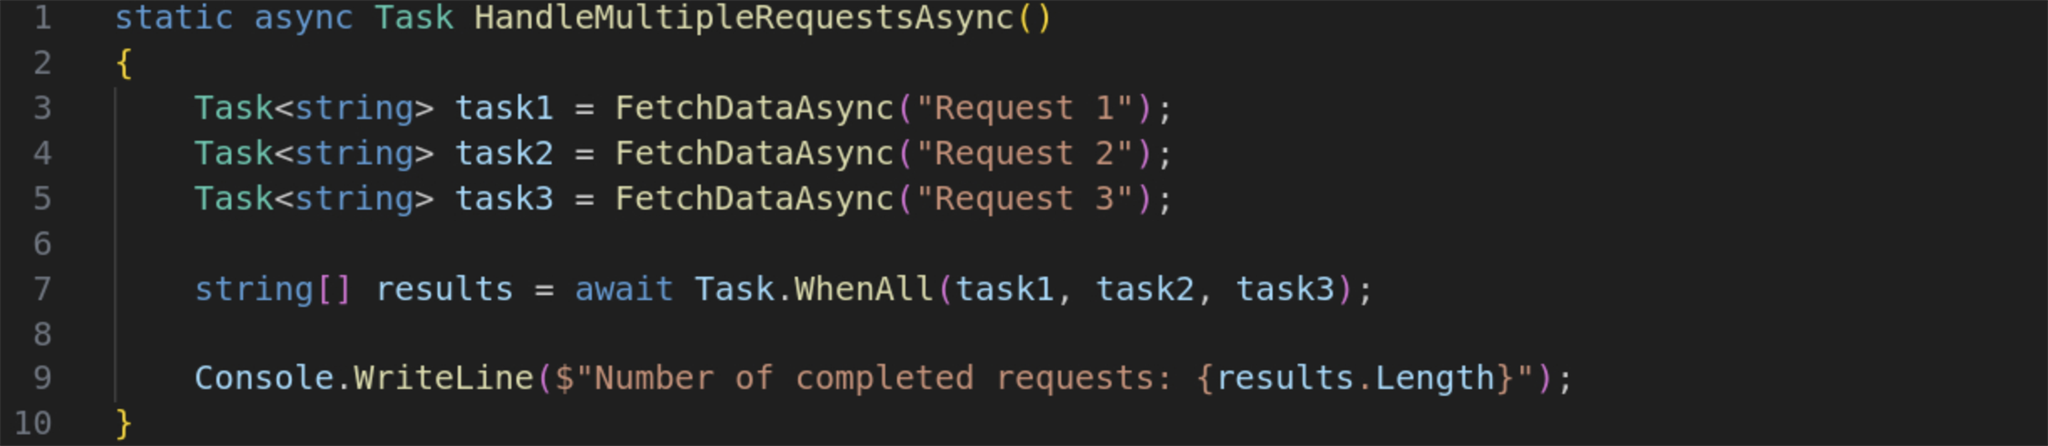 1 static async Task HandleMultipleRequestsAsync()
2 {
3     Task<string> task1 = FetchDataAsync("Request 1");
4     Task<string> task2 = FetchDataAsync("Request 2");
5     Task<string> task3 = FetchDataAsync("Request 3");
6
7     string[] results = await Task.WhenAll(task1, task2, task3);
8
9     Console.WriteLine($"Number of completed requests: {results.Length}");
10 }